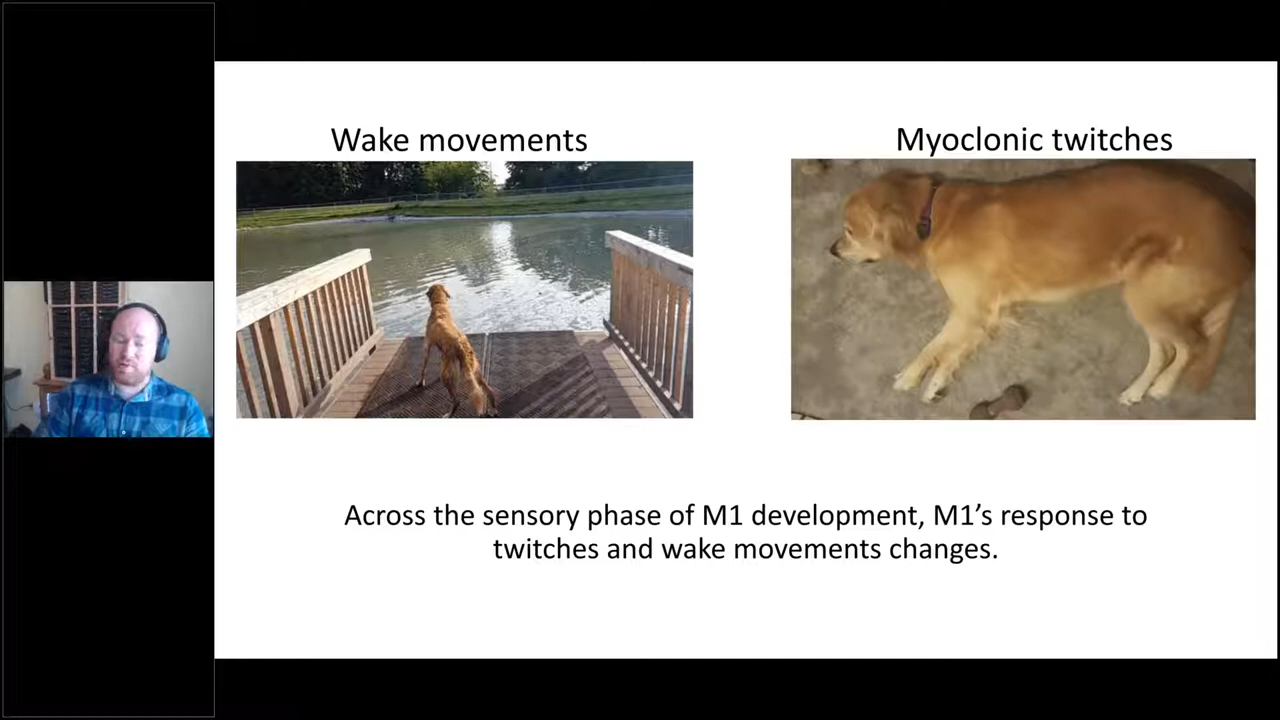 Wake movements
Myoclonic twitches
Across the sensory phase of M1 development, M1’s response to
twitches and wake movements changes.